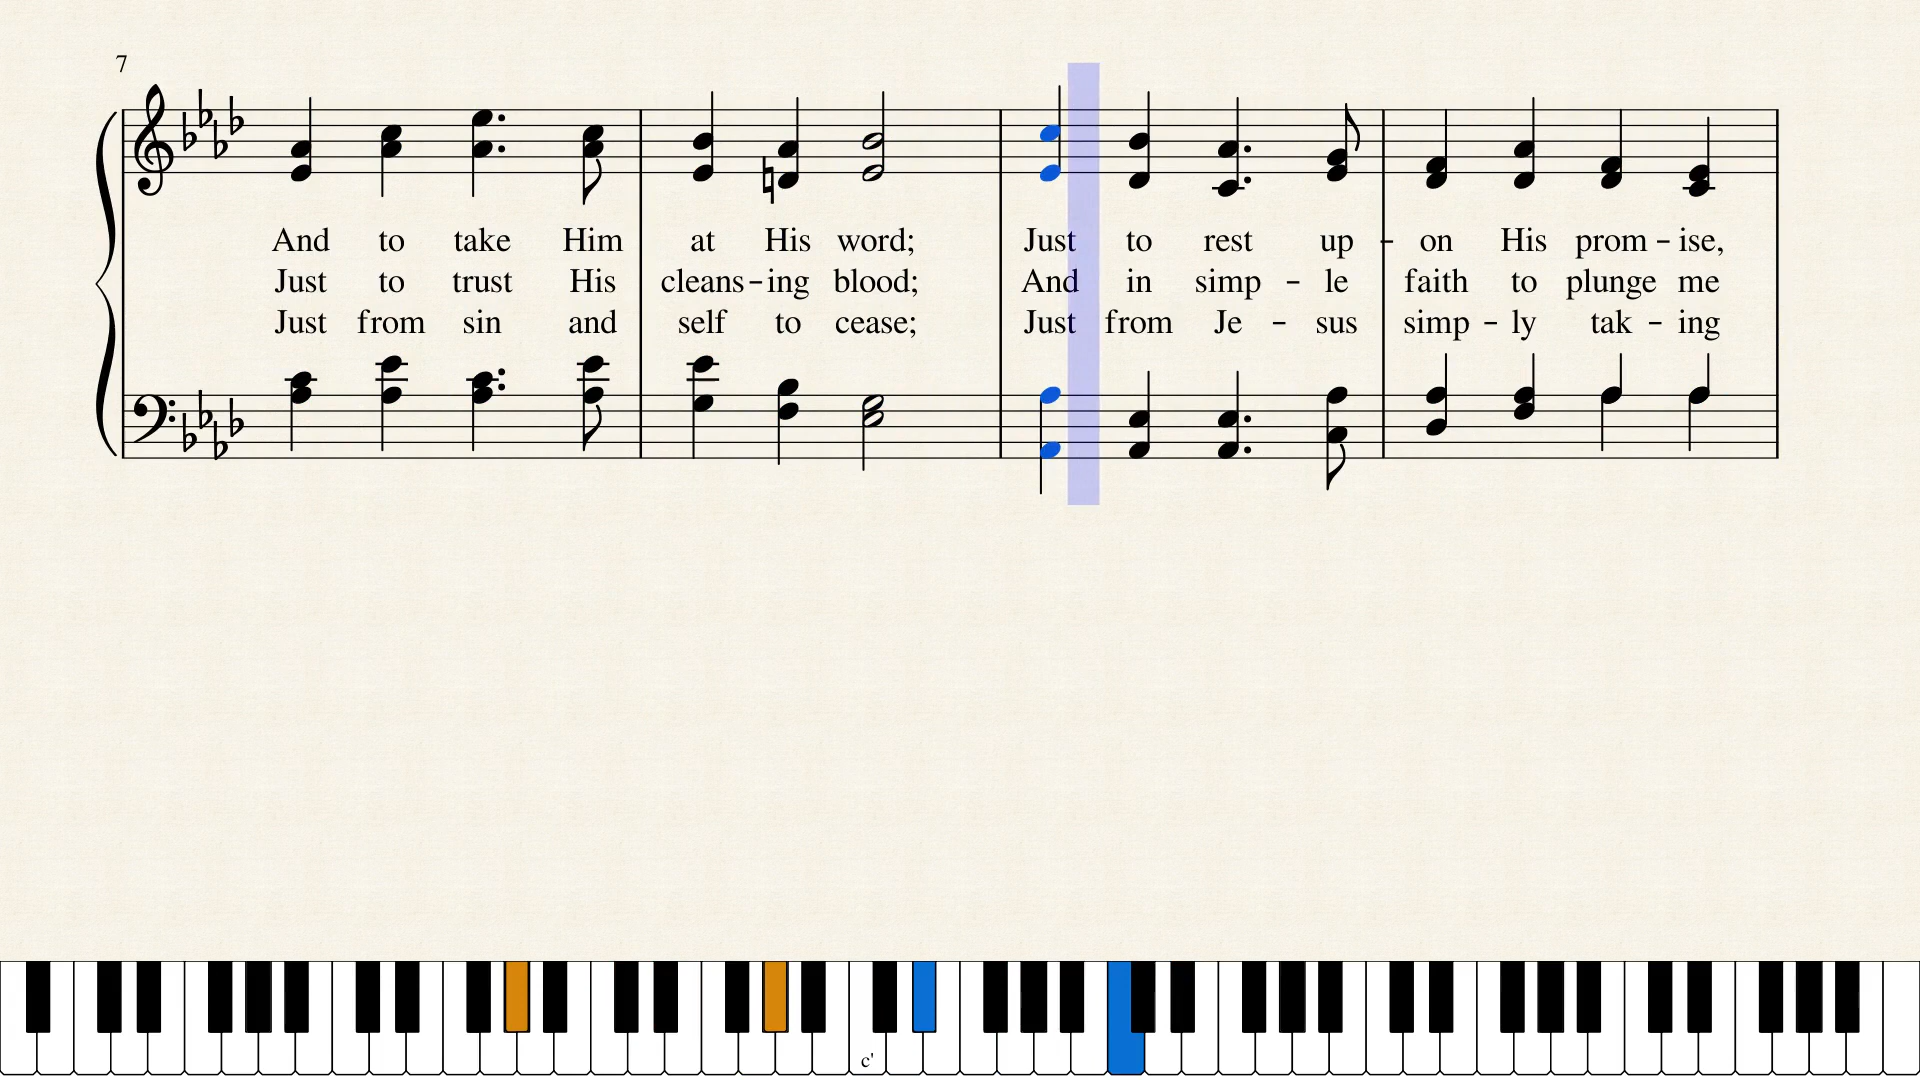 7
And to take Him at His word; Just to rest up - on His prom - ise,
Just to trust His cleans - ing blood; And in simp - le faith to plunge me
Just from sin and self to cease; Just from Je - sus simp - ly tak - ing
c'